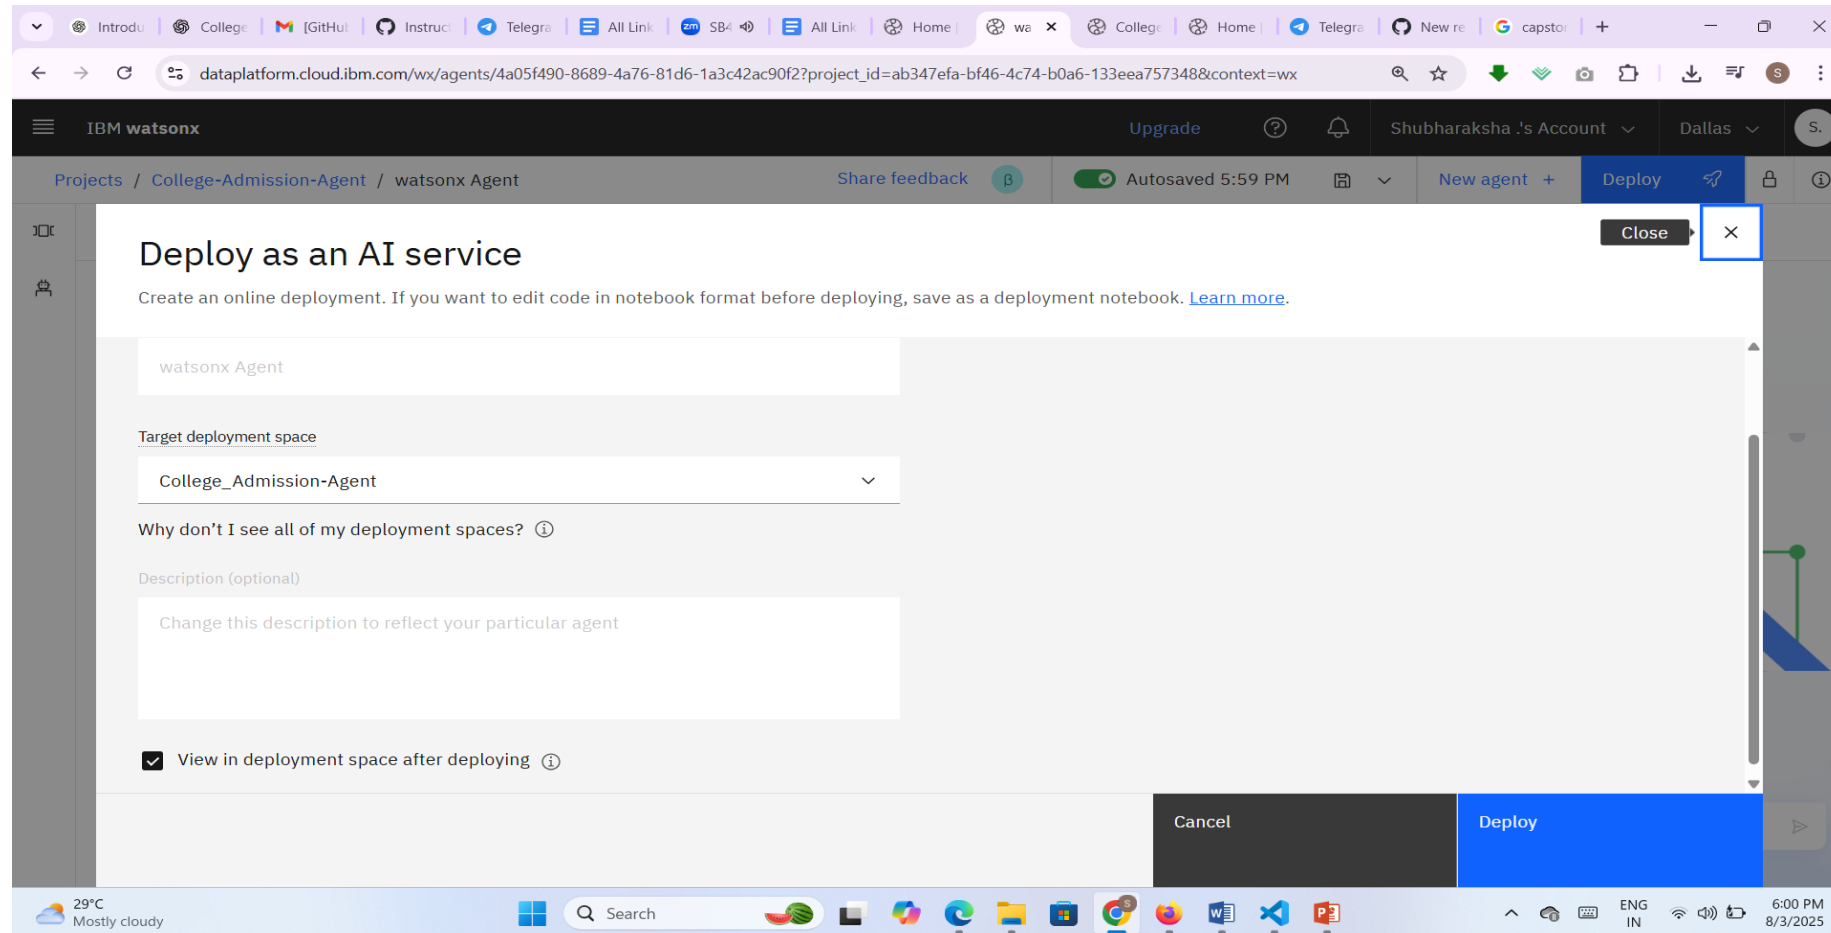 Introdu
College
[GitHub
Instruct
Telegra
All Link
zm SB4
All Link
Home |
wa
College
Home |
Telegra
New re
capstor
dataplatform.cloud.ibm.com/wx/agents/4a05f490-8689-4a76-81d6-1a3c42ac90f2?project_id=ab347efa-bf46-4c74-b0a6-133eea757348&context=wx
S
IBM watsonx
Upgrade
Shubharaksha .'s Account
Dallas
S.
Projects / College-Admission-Agent / watsonx Agent
Share feedback β
Autosaved 5:59 PM
New agent +
Deploy
Close
Deploy as an AI service
Create an online deployment. If you want to edit code in notebook format before deploying, save as a deployment notebook. Learn more.
watsonx Agent
Target deployment space
College_Admission-Agent
Why don’t I see all of my deployment spaces?
Description (optional)
Change this description to reflect your particular agent
View in deployment space after deploying
Cancel
Deploy
29°C
Mostly cloudy
Search
ENG
IN
6:00 PM
8/3/2025